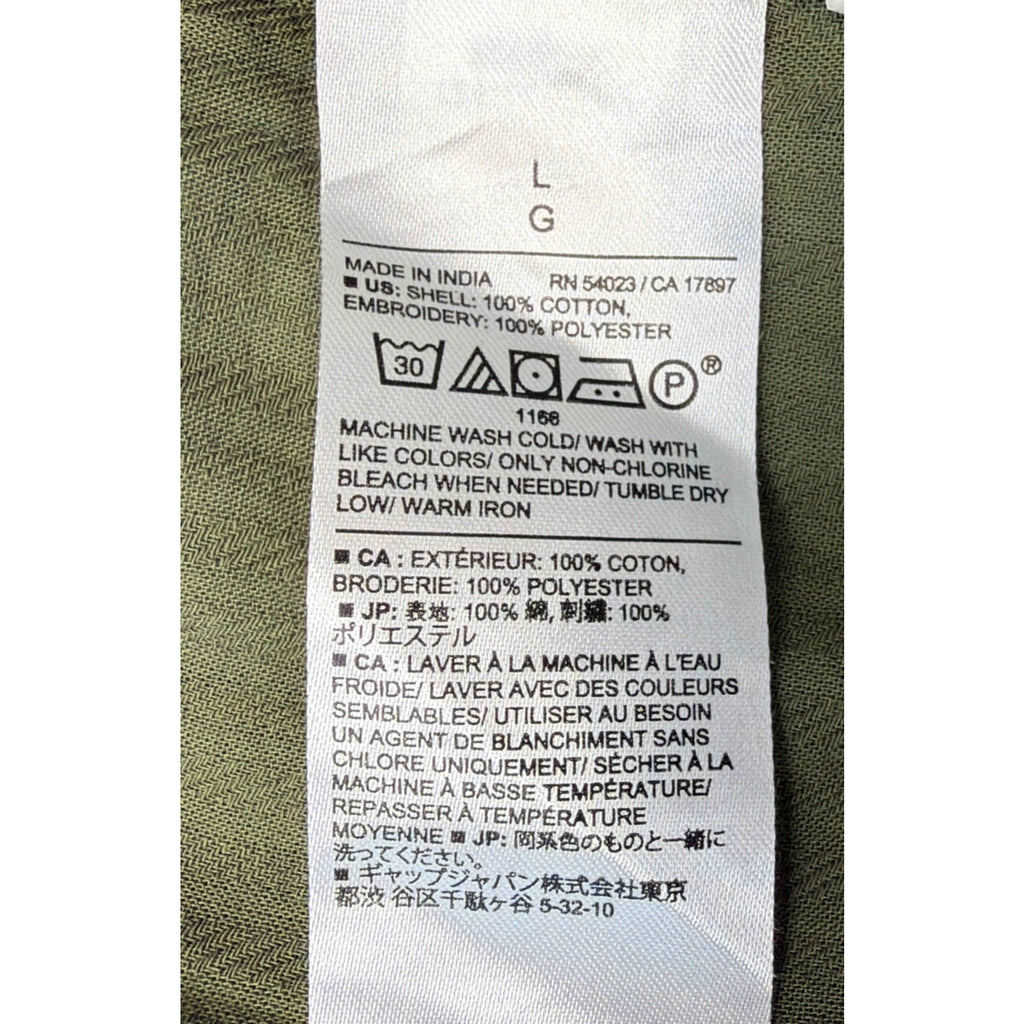 L
G
MADE IN INDIA RN 54023 / CA 17897
■ US: SHELL: 100% COTTON,
EMBROIDERY: 100% POLYESTER
30 P®
1168
MACHINE WASH COLD/ WASH WITH
LIKE COLORS/ ONLY NON-CHLORINE
BLEACH WHEN NEEDED/ TUMBLE DRY
LOW/ WARM IRON
■ CA : EXTÉRIEUR: 100% COTON,
BRODERIE: 100% POLYESTER
■ JP: 表地: 100% 綿, 刺繍: 100%
ポリエステル
■ CA : LAVER À LA MACHINE À L'EAU
FROIDE/ LAVER AVEC DES COULEURS
SEMBLABLES/ UTILISER AU BESOIN
UN AGENT DE BLANCHIMENT SANS
CHLORE UNIQUEMENT/ SÉCHER À LA
MACHINE À BASSE TEMPÉRATURE/
REPASSER À TEMPÉRATURE
MOYENNE ■ JP: 同系色のものと一緒に
洗ってください。
■ ギャップジャパン株式会社東京
都渋 谷区千駄ヶ谷 5-32-10